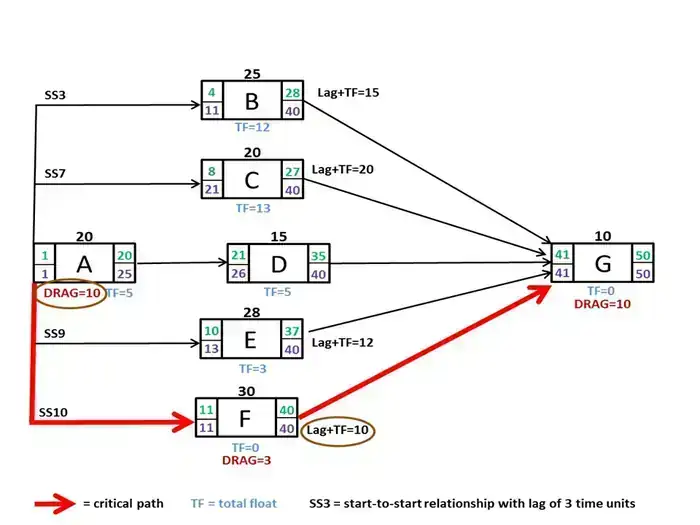 25
SS3
4
B
28
Lag+TF=15
11
40
TF=12
20
SS7
8
C
27
Lag+TF=20
21
40
TF=13
20
15
10
1
A
20
21
D
35
41
G
50
1
25
26
40
41
50
DRAG=10
TF=5
TF=5
TF=0
DRAG=10
28
SS9
10
E
37
13
40
Lag+TF=12
TF=3
30
SS10
11
F
40
11
40
Lag+TF=10
TF=0
DRAG=3
= critical path TF = total float SS3 = start-to-start relationship with lag of 3 time units